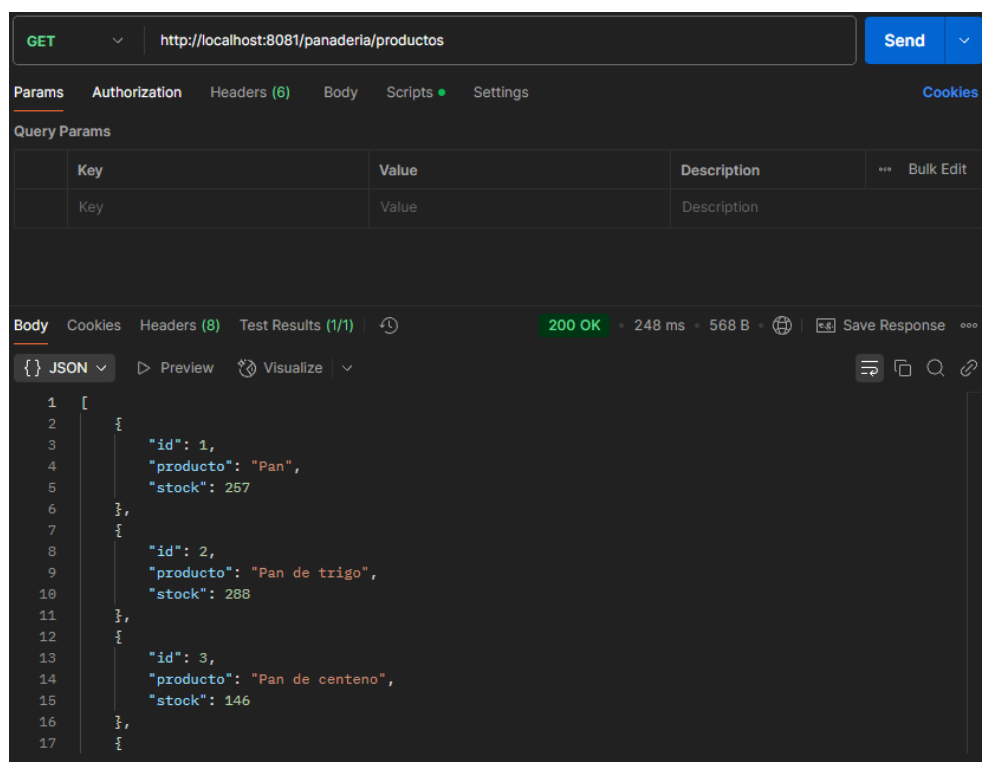 GET http://localhost:8081/panaderia/productos Send
Params Authorization Headers (6) Body Scripts Settings Cookies
Query Params
Key Value Description Bulk Edit
Key Value Description
Body Cookies Headers (8) Test Results (1/1) 200 OK 248 ms 568 B e.g. Save Response
{} JSON Preview Visualize
1 [
2 {
3 "id": 1,
4 "producto": "Pan",
5 "stock": 257
6 },
7 {
8 "id": 2,
9 "producto": "Pan de trigo",
10 "stock": 288
11 },
12 {
13 "id": 3,
14 "producto": "Pan de centeno",
15 "stock": 146
16 },
17 {